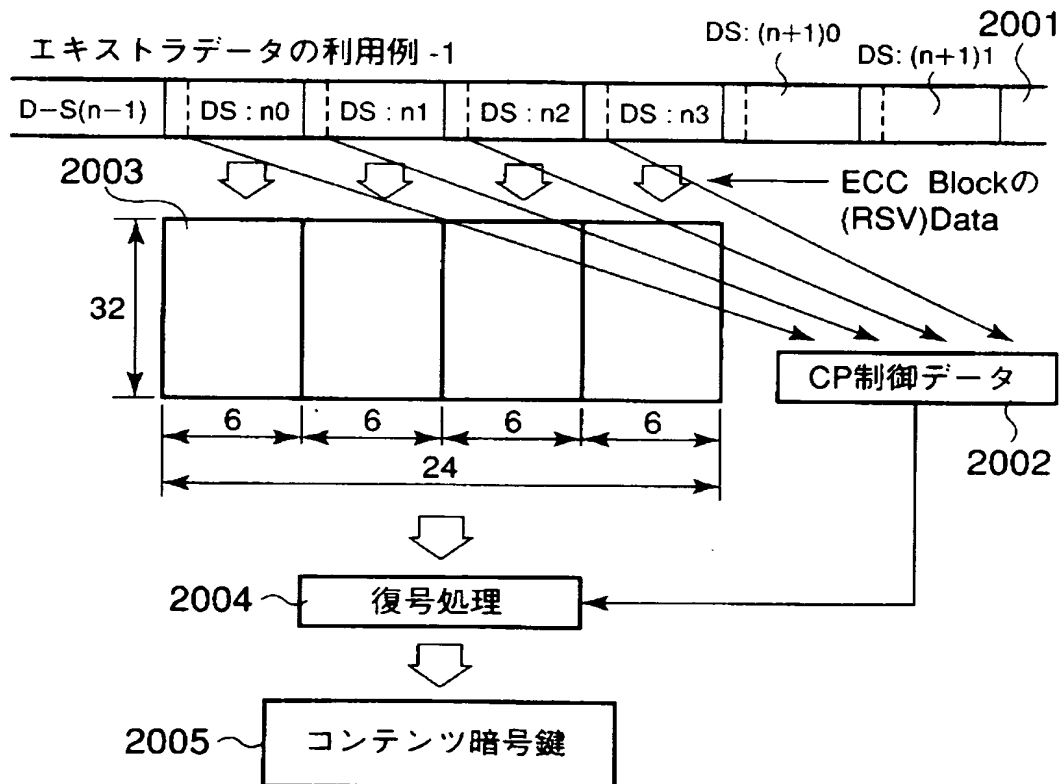 エキストラデータの利用例 -1
DS: (n+1)0
DS: (n+1)1
2001
D-S(n-1)
DS : n0
DS : n1
DS : n2
DS : n3
2003
ECC Blockの
(RSV)Data
32
CP制御データ
6
6
6
6
24
2002
2004
復号処理
2005
コンテンツ暗号鍵